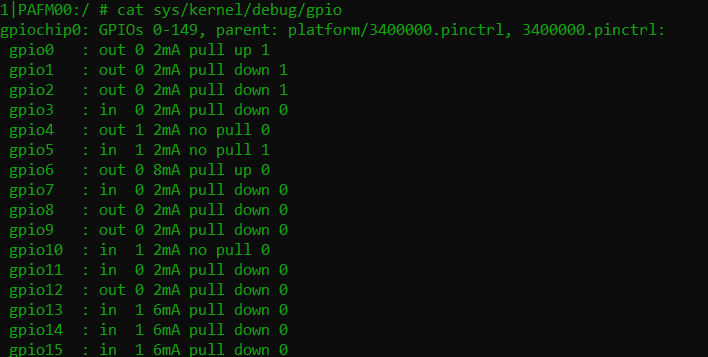 1|PAFM00:/ # cat sys/kernel/debug/gpio
gpiochip0: GPIOs 0-149, parent: platform/3400000.pinctrl, 3400000.pinctrl:
 gpio0   : out 0 2mA pull up 1
 gpio1   : out 0 2mA pull down 1
 gpio2   : out 0 2mA pull down 1
 gpio3   : in  0 2mA pull down 0
 gpio4   : out 1 2mA no pull 0
 gpio5   : in  1 2mA no pull 1
 gpio6   : out 0 8mA pull up 0
 gpio7   : in  0 2mA pull down 0
 gpio8   : out 0 2mA pull down 0
 gpio9   : out 0 2mA pull down 0
 gpio10  : in  1 2mA no pull 0
 gpio11  : in  0 2mA pull down 0
 gpio12  : out 0 2mA pull down 0
 gpio13  : in  1 6mA pull down 0
 gpio14  : in  1 6mA pull down 0
 gpio15  : in  1 6mA pull down 0